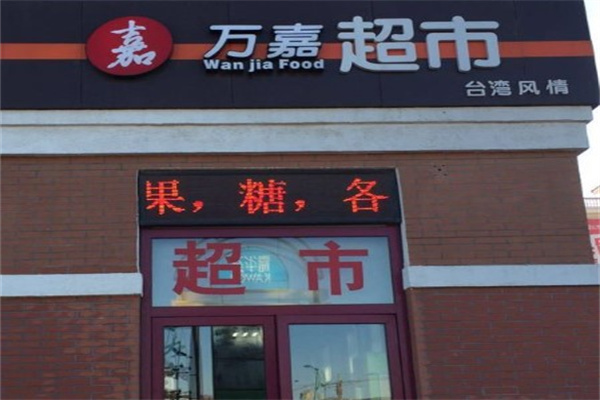 嘉 万嘉超市
Wan jia Food
台湾风情
果，糖，各
超市